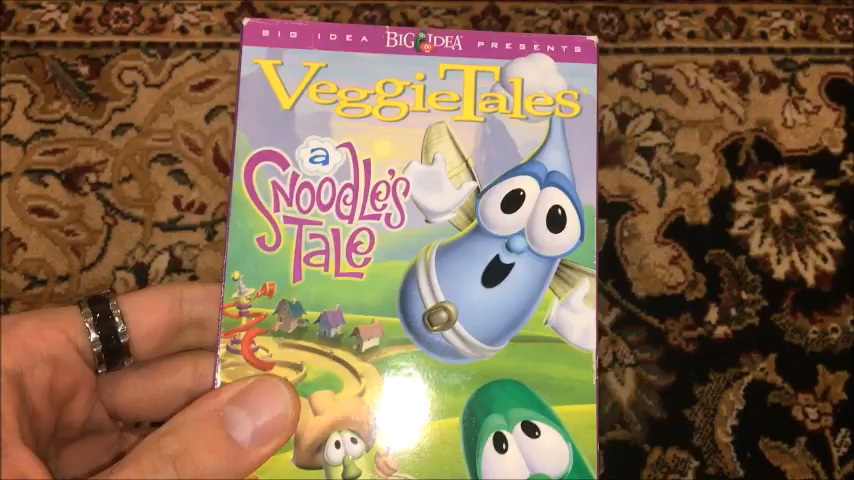 BIG IDEA BIG IDEA PRESENTS
VeggieTales
a
SNOODLE'S
TALE